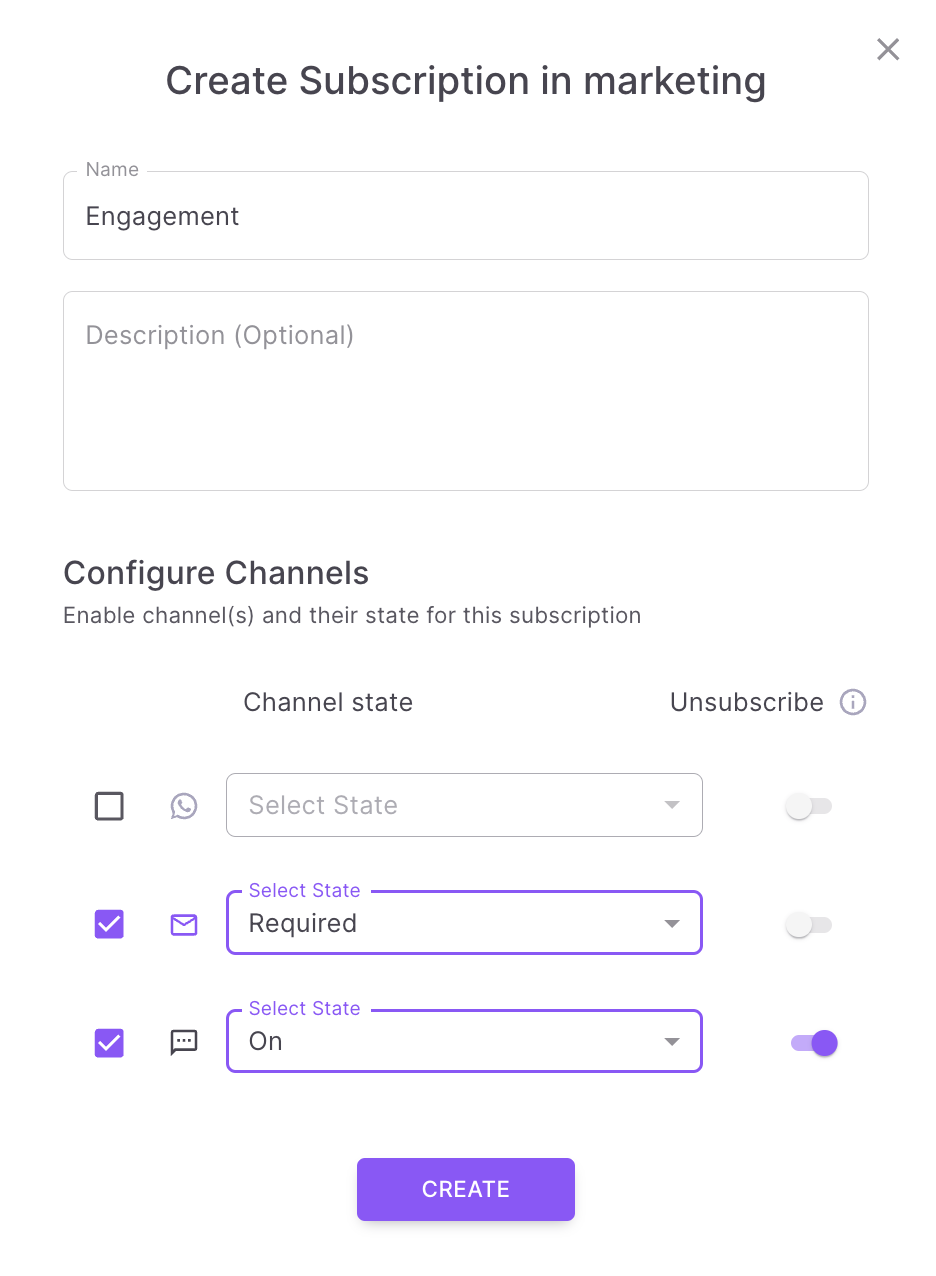 Create Subscription in marketing
Name
Engagement
Description (Optional)
Configure Channels
Enable channel(s) and their state for this subscription
Channel state Unsubscribe
Select State
Select State
Required
Select State
On
CREATE